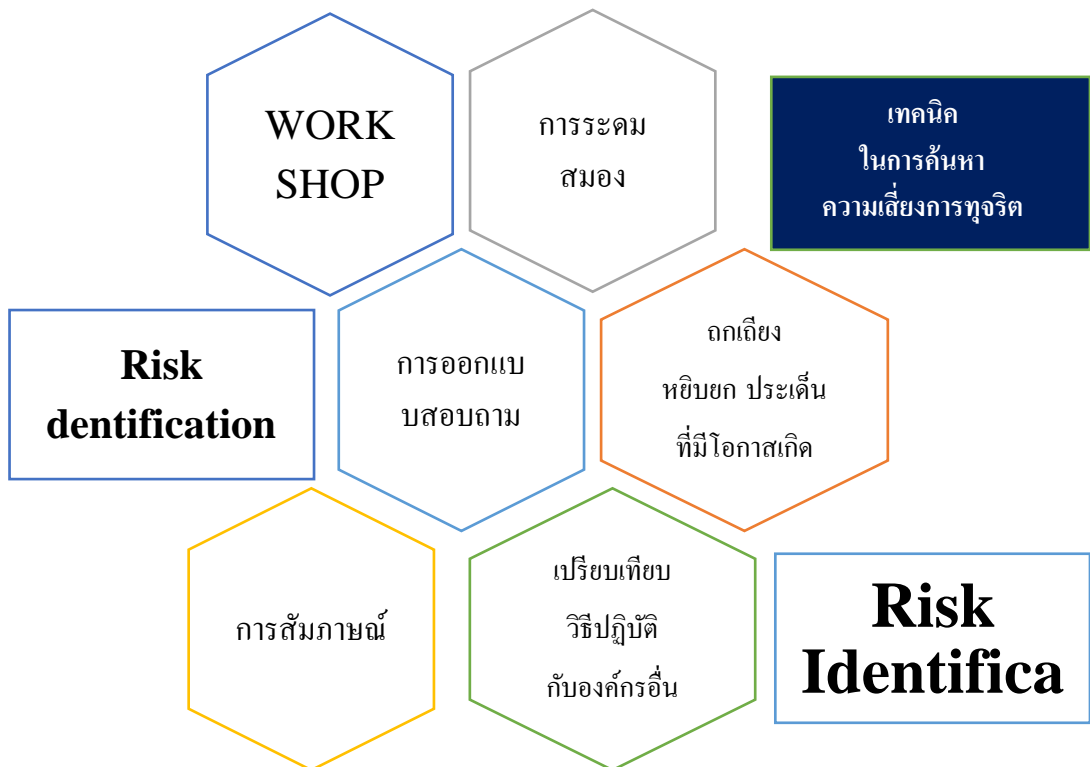 WORK
SHOP
การระดม
สมอง
เทคนิค
ในการค้นหา
ความเสี่ยงการทุจริต
Risk
dentification
การออกแบ
บสอบถาม
ถกเถียง
หยิบยก ประเด็น
ที่มีโอกาสเกิด
การสัมภาษณ์
เปรียบเทียบ
วิธีปฏิบัติ
กับองค์กรอื่น
Risk
Identifica